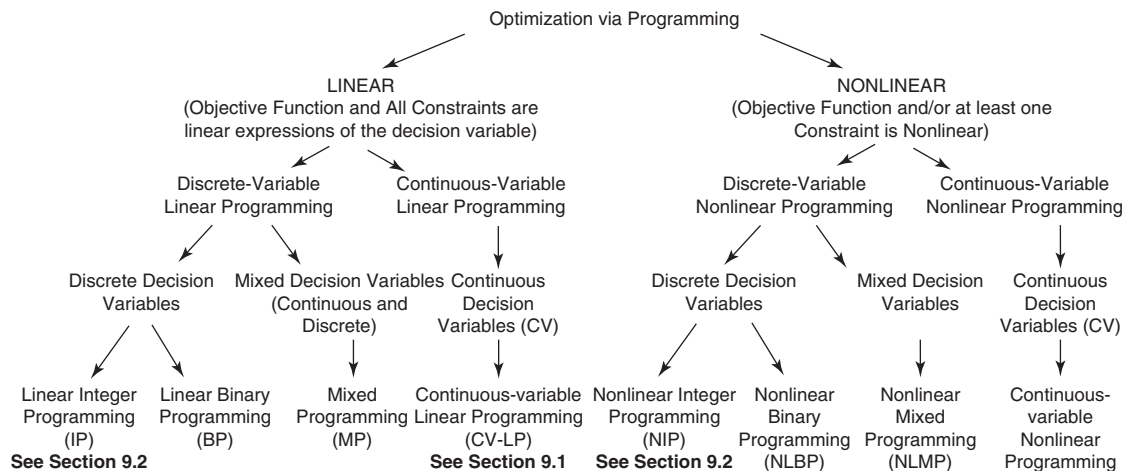 Optimization via Programming
LINEAR
(Objective Function and All Constraints are
linear expressions of the decision variable)
NONLINEAR
(Objective Function and/or at least one
Constraint is Nonlinear)
Discrete-Variable
Linear Programming
Continuous-Variable
Linear Programming
Discrete-Variable
Nonlinear Programming
Continuous-Variable
Nonlinear Programming
Discrete Decision
Variables
Mixed Decision Variables
(Continuous and
Discrete)
Continuous
Decision
Variables (CV)
Discrete Decision
Variables
Mixed Decision
Variables
Continuous
Decision
Variables (CV)
Linear Integer
Programming
(IP)
See Section 9.2
Linear Binary
Programming
(BP)
Mixed
Programming
(MP)
Continuous-variable
Linear Programming
(CV-LP)
See Section 9.1
Nonlinear Integer
Programming
(NIP)
See Section 9.2
Nonlinear
Binary
Programming
(NLBP)
Nonlinear
Mixed
Programming
(NLMP)
Continuous-
variable
Nonlinear
Programming